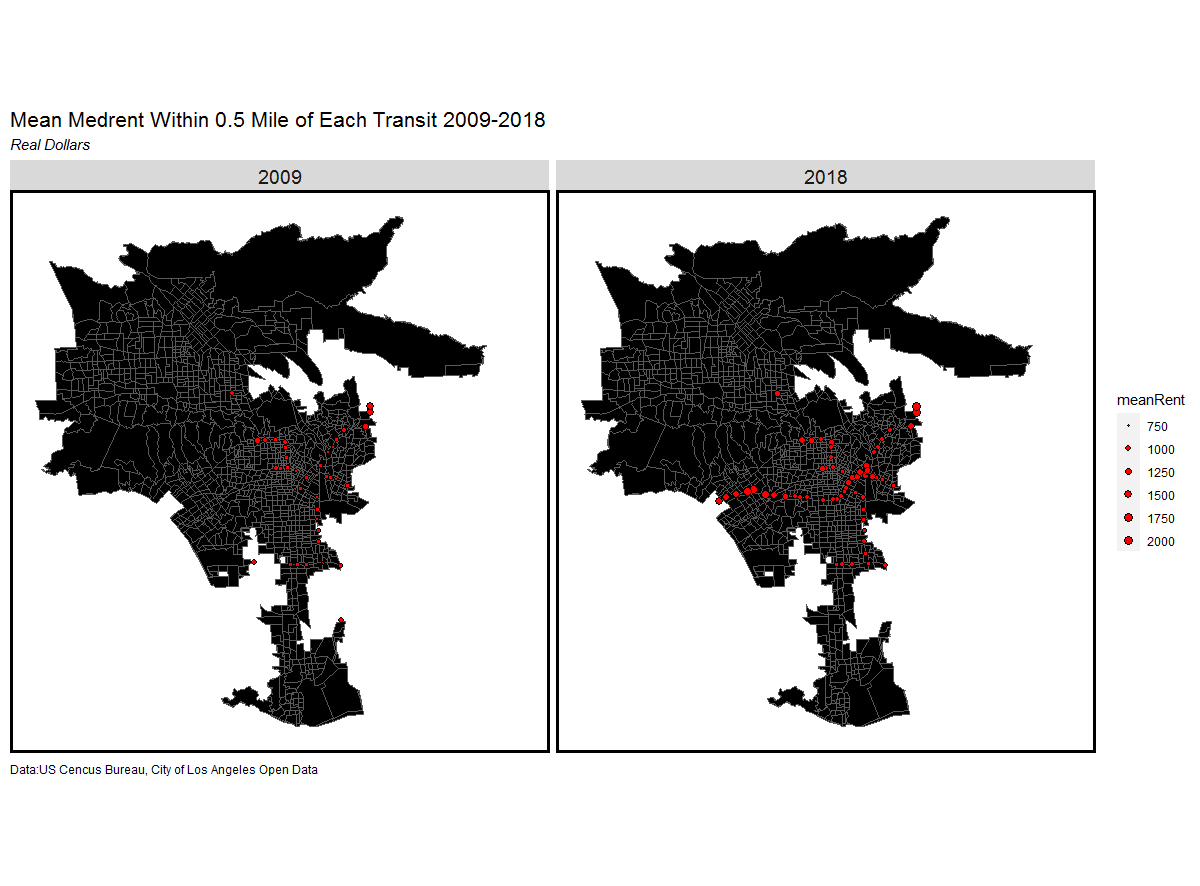 Mean Medrent Within 0.5 Mile of Each Transit 2009-2018
Real Dollars
2009
2018
meanRent
750
1000
1250
1500
1750
2000
Data:US Cencus Bureau, City of Los Angeles Open Data